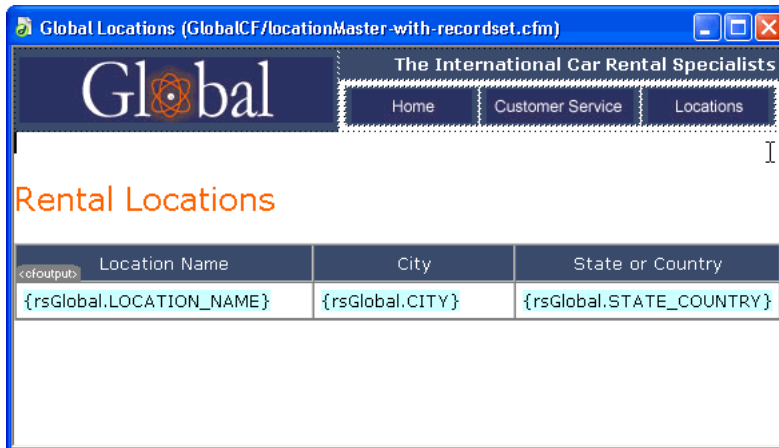 Global Locations (GlobalCF/locationMaster-with-recordset.cfm)
Global
The International Car Rental Specialists
Home Customer Service Locations
Rental Locations
Location Name City State or Country
<cfoutput>
{rsGlobal.LOCATION_NAME} {rsGlobal.CITY} {rsGlobal.STATE_COUNTRY}